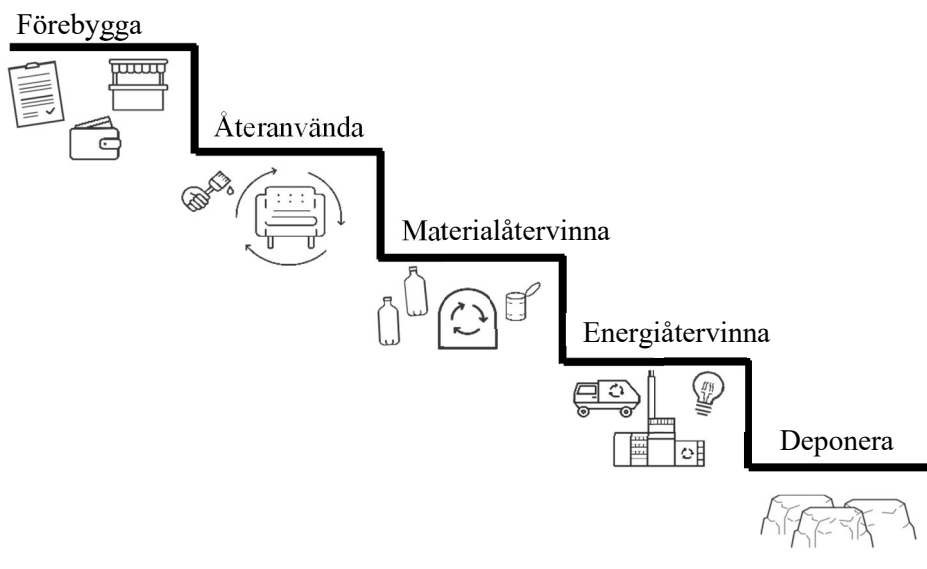 Förebygga
Återanvända
Materialåtervinna
Energiåtervinna
Deponera